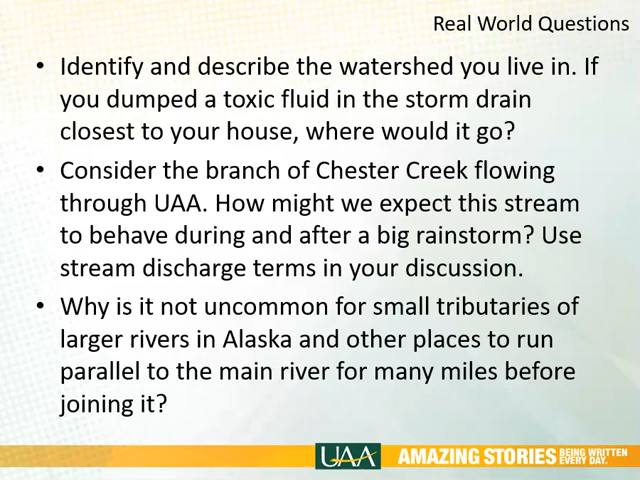 Real World Questions
• Identify and describe the watershed you live in. If
you dumped a toxic fluid in the storm drain
closest to your house, where would it go?
• Consider the branch of Chester Creek flowing
through UAA. How might we expect this stream
to behave during and after a big rainstorm? Use
stream discharge terms in your discussion.
• Why is it not uncommon for small tributaries of
larger rivers in Alaska and other places to run
parallel to the main river for many miles before
joining it?
UAA AMAZING STORIES BEING WRITTEN
EVERY DAY.